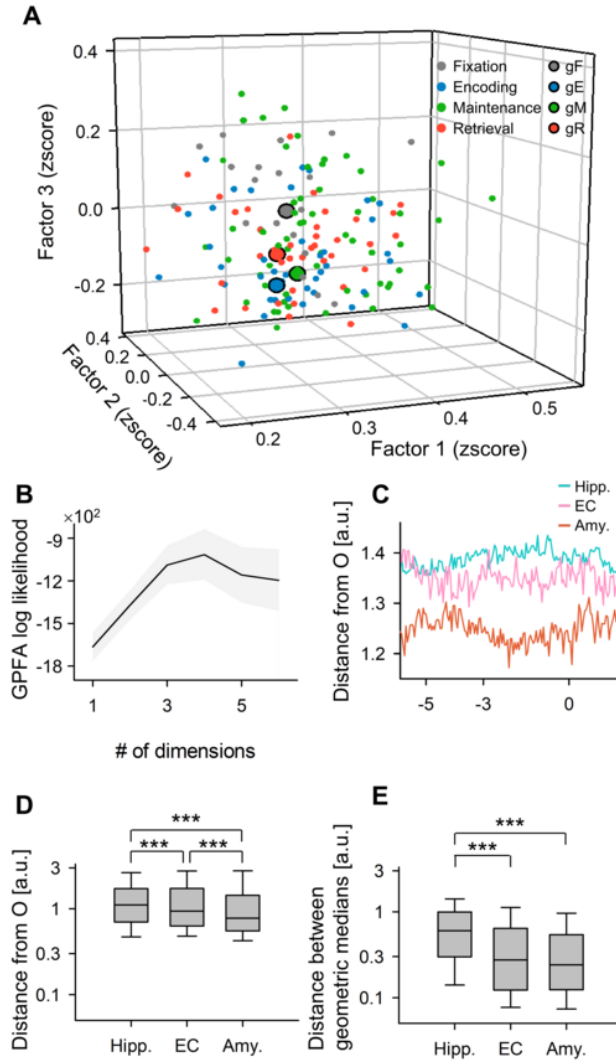 A
0.4
0.2
0.0
-0.2
0.4
Factor 3 (zscore)
Fixation
Encoding
Maintenance
Retrieval
gF
gE
gM
gR
0.2
0.0
-0.2
-0.4
Factor 2 (zscore)
0.2
0.3
0.4
0.5
Factor 1 (zscore)
B
×10²
-9
-12
-18
GPFA log likelihood
1
3
5
# of dimensions
C
Hipp.
EC
Amy.
1.4
1.3
1.2
Distance from O [a.u.]
-5
-3
0
D
***
*** ***
3
1
0.3
0.1
Distance from O [a.u.]
Hipp. EC Amy.
E
***
***
3
1
0.3
0.1
Distance between
geometric medians [a.u.]
Hipp. EC Amy.